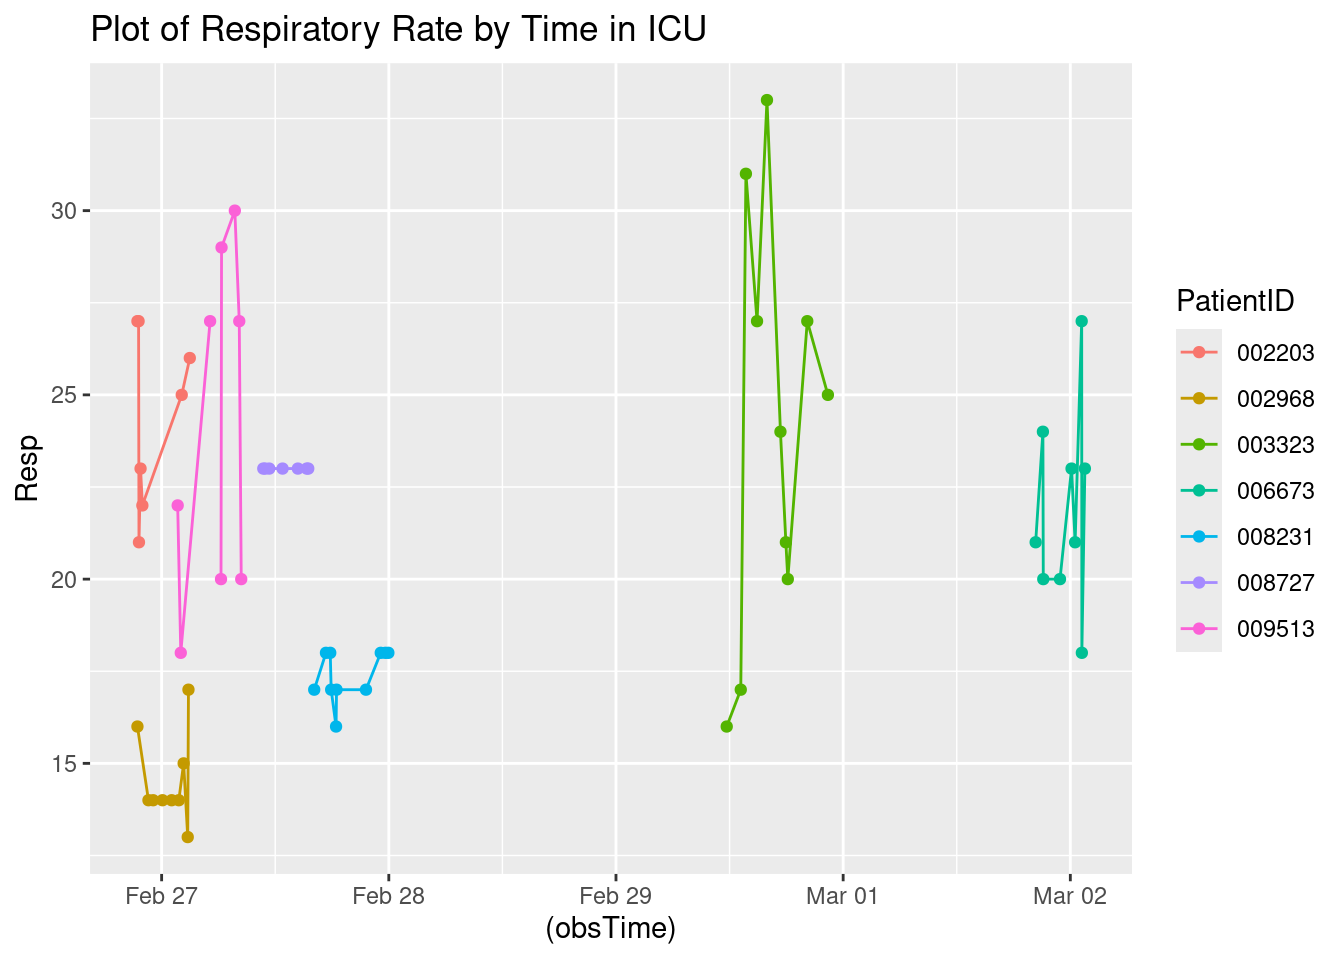 Plot of Respiratory Rate by Time in ICU
30
25
20
15
Resp
Feb 27
Feb 28
Feb 29
Mar 01
Mar 02
(obsTime)
PatientID
002203
002968
003323
006673
008231
008727
009513